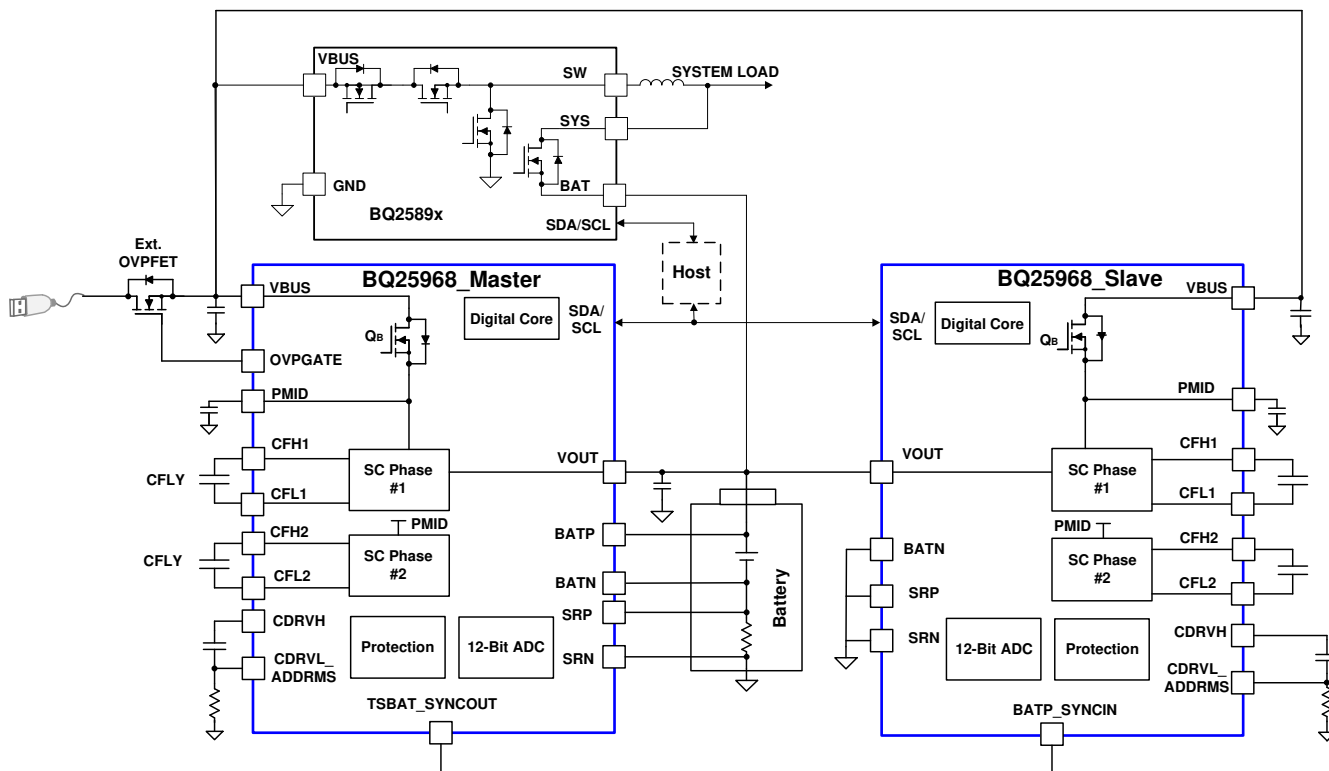 VBUS
SW
SYSTEM LOAD
SYS
GND
BAT
BQ2589x
SDA/SCL
Ext.
OVPFET
Host
BQ25968_Master
VBUS
Digital Core
SDA/
SCL
QB
OVPGATE
PMID
CFH1
SC Phase
#1
VOUT
CFLY
CFL1
PMID
CFH2
SC Phase
#2
CFLY
CFL2
BATP
BATN
SRP
SRN
CDRVH
Protection
12-Bit ADC
CDRVL_
ADDRMS
TSBAT_SYNCOUT
Battery
BQ25968_Slave
VBUS
SDA/
SCL
Digital Core
QB
PMID
VOUT
SC Phase
#1
CFH1
CFL1
PMID
SC Phase
#2
CFH2
CFL2
BATN
SRP
SRN
12-Bit ADC
Protection
CDRVH
CDRVL_
ADDRMS
BATP_SYNCIN